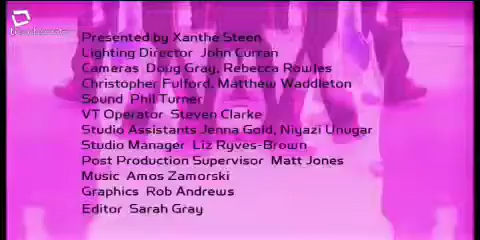 Presented by Xanthe Steen
Lighting Director John Curran
Cameras Doug Gray, Rebecca Rowles
Christopher Fulford, Matthew Waddleton
Sound Phil Turner
VT Operator Steven Clarke
Studio Assistants Jenna Gold, Niyazi Unugar
Studio Manager Liz Ryves-Brown
Post Production Supervisor Matt Jones
Music Amos Zamorski
Graphics Rob Andrews
Editor Sarah Gray